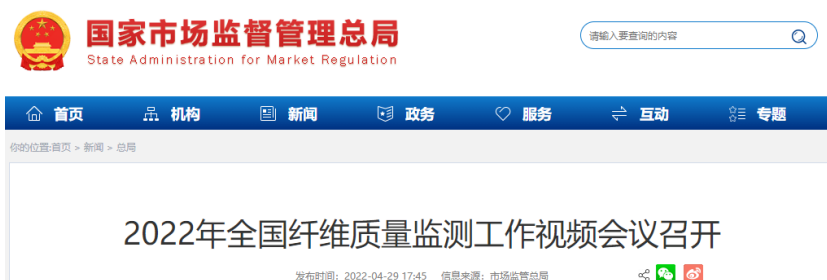 国家市场监督管理总局
State Administration for Market Regulation
请输入要查询的内容
首页 机构 新闻 政务 服务 互动 专题
你的位置:首页 > 新闻 > 总局
2022年全国纤维质量监测工作视频会议召开
发布时间：2022-04-29 17:45 信息来源：市场监管总局